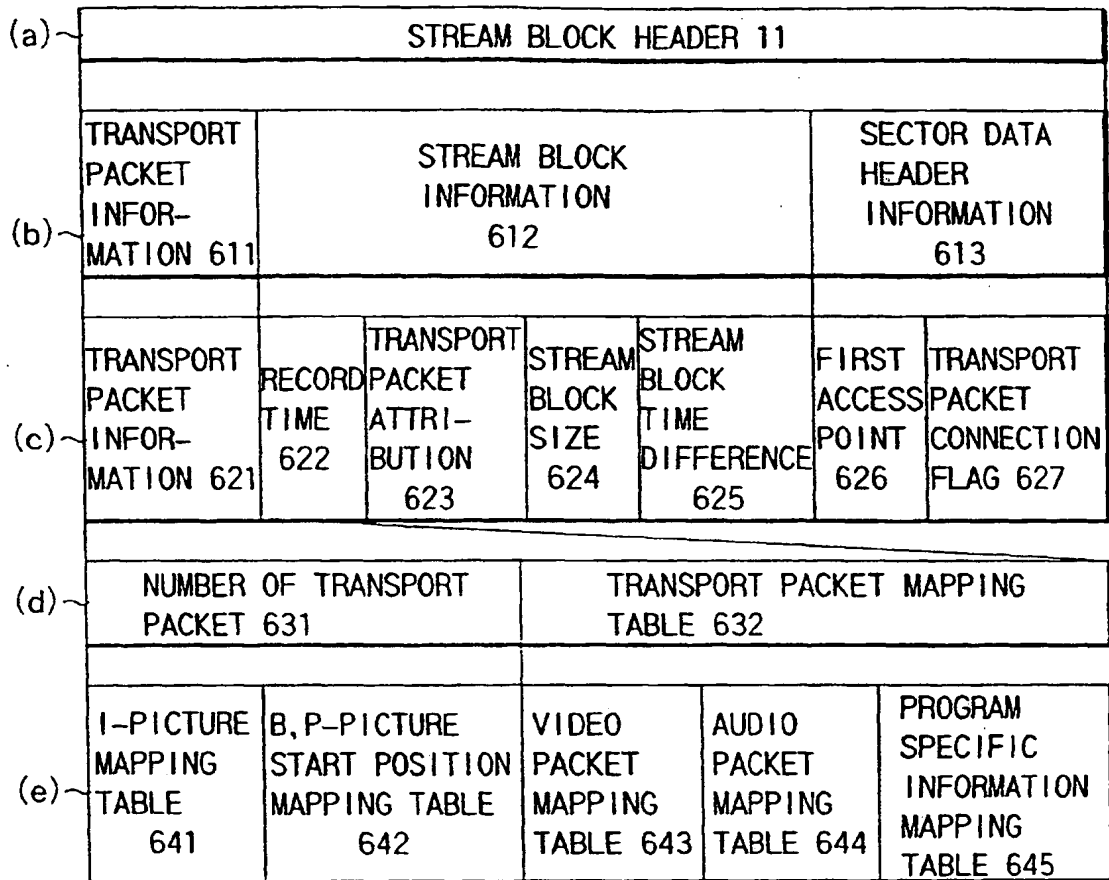 (a)
STREAM BLOCK HEADER 11
(b)
TRANSPORT
PACKET
INFOR-
MATION 611
STREAM BLOCK
INFORMATION
612
SECTOR DATA
HEADER
INFORMATION
613
(c)
TRANSPORT
PACKET
INFOR-
MATION 621
RECORD
TIME
622
TRANSPORT
PACKET
ATTRI-
BUTION
623
STREAM
BLOCK
SIZE
624
STREAM
BLOCK
TIME
DIFFERENCE
625
FIRST
ACCESS
POINT
626
TRANSPORT
PACKET
CONNECTION
FLAG 627
(d)
NUMBER OF TRANSPORT
PACKET 631
TRANSPORT PACKET MAPPING
TABLE 632
(e)
I-PICTURE
MAPPING
TABLE
641
B,P-PICTURE
START POSITION
MAPPING TABLE
642
VIDEO
PACKET
MAPPING
TABLE 643
AUDIO
PACKET
MAPPING
TABLE 644
PROGRAM
SPECIFIC
INFORMATION
MAPPING
TABLE 645